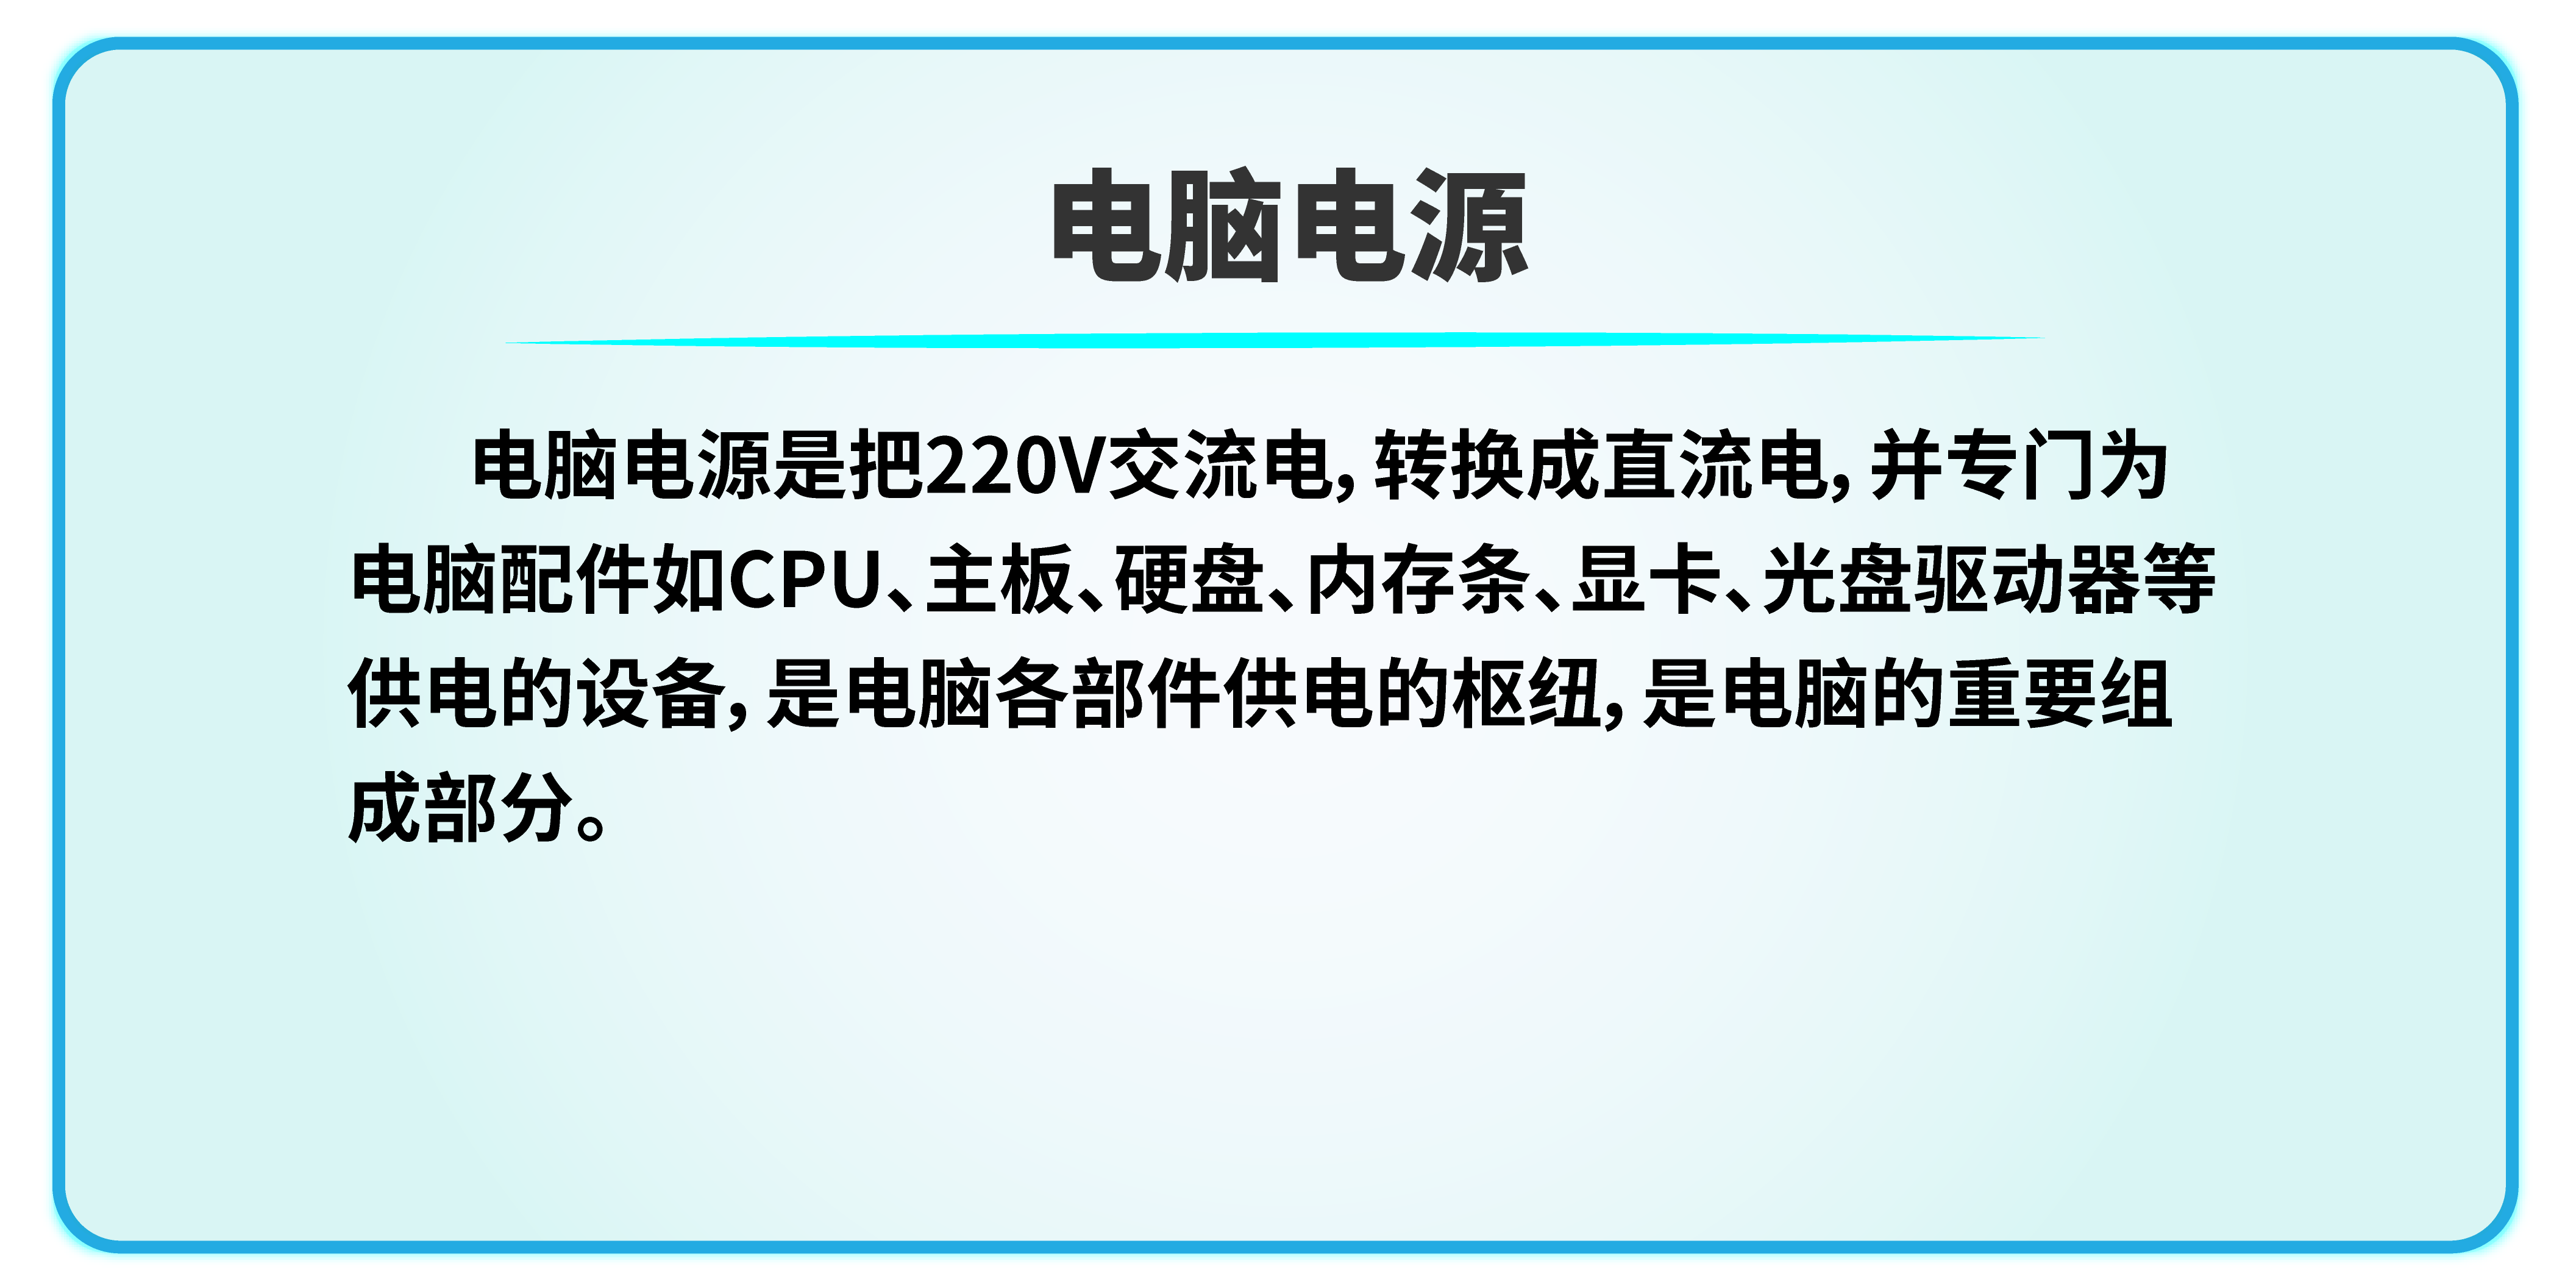 电脑电源
电脑电源是把220V交流电，转换成直流电，并专门为
电脑配件如CPU、主板、硬盘、内存条、显卡、光盘驱动器等
供电的设备，是电脑各部件供电的枢纽，是电脑的重要组
成部分。